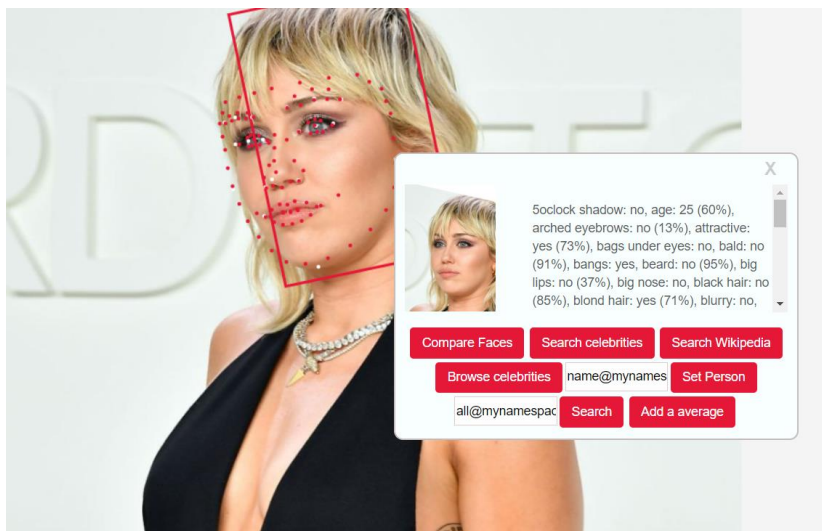 RD TO
X
5oclock shadow: no, age: 25 (60%),
arched eyebrows: no (13%), attractive:
yes (73%), bags under eyes: no, bald: no
(91%), bangs: yes, beard: no (95%), big
lips: no (37%), big nose: no, black hair: no
(85%), blond hair: yes (71%), blurry: no,
Compare Faces Search celebrities Search Wikipedia
Browse celebrities name@mynames Set Person
all@mynamespac Search Add a average